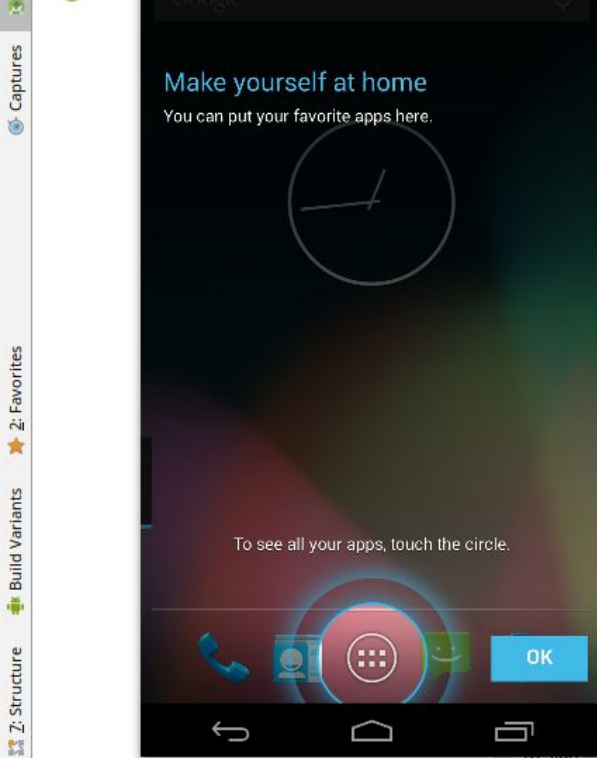 Google
Captures
Make yourself at home
You can put your favorite apps here.
2: Favorites
Build Variants
To see all your apps, touch the circle.
OK
Z: Structure